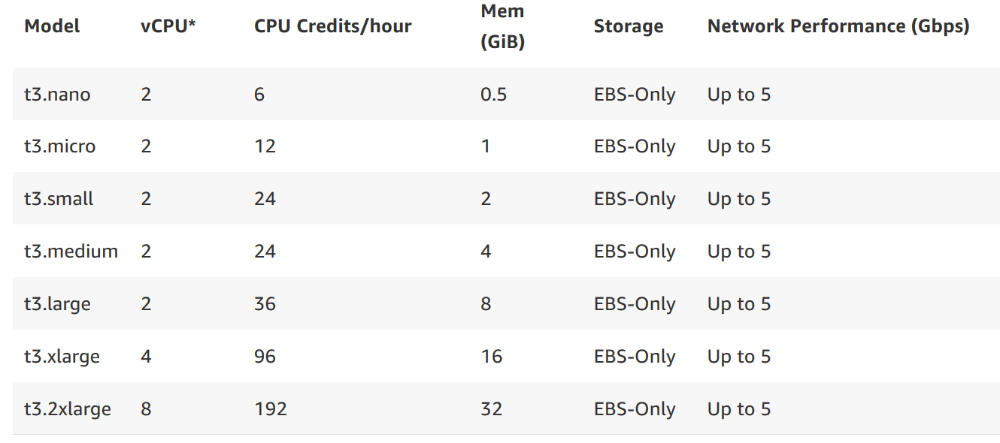 Model vCPU* CPU Credits/hour Mem (GiB) Storage Network Performance (Gbps)
t3.nano 2 6 0.5 EBS-Only Up to 5
t3.micro 2 12 1 EBS-Only Up to 5
t3.small 2 24 2 EBS-Only Up to 5
t3.medium 2 24 4 EBS-Only Up to 5
t3.large 2 36 8 EBS-Only Up to 5
t3.xlarge 4 96 16 EBS-Only Up to 5
t3.2xlarge 8 192 32 EBS-Only Up to 5